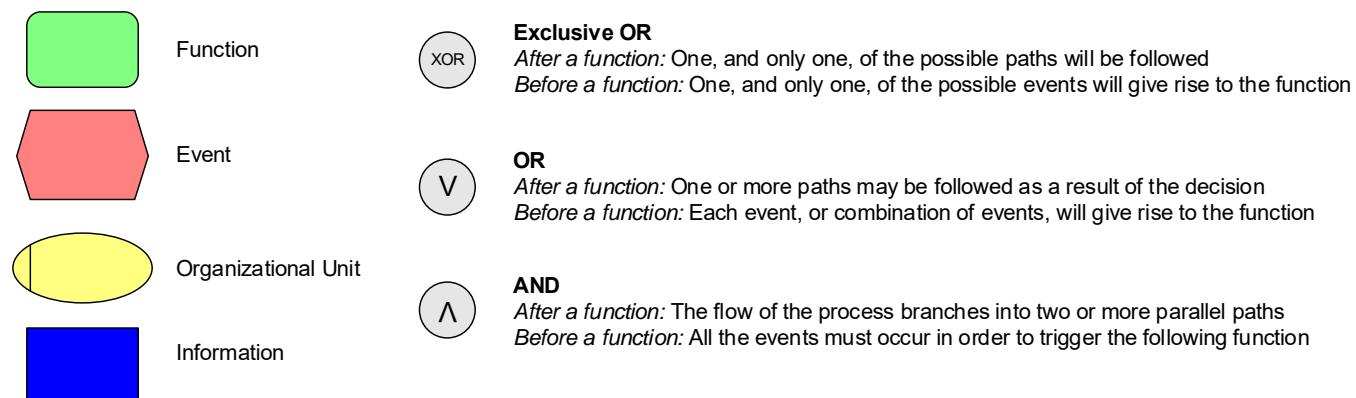 Function
Event
Organizational Unit
Information
XOR
Exclusive OR
After a function: One, and only one, of the possible paths will be followed
Before a function: One, and only one, of the possible events will give rise to the function
V
OR
After a function: One or more paths may be followed as a result of the decision
Before a function: Each event, or combination of events, will give rise to the function
Λ
AND
After a function: The flow of the process branches into two or more parallel paths
Before a function: All the events must occur in order to trigger the following function